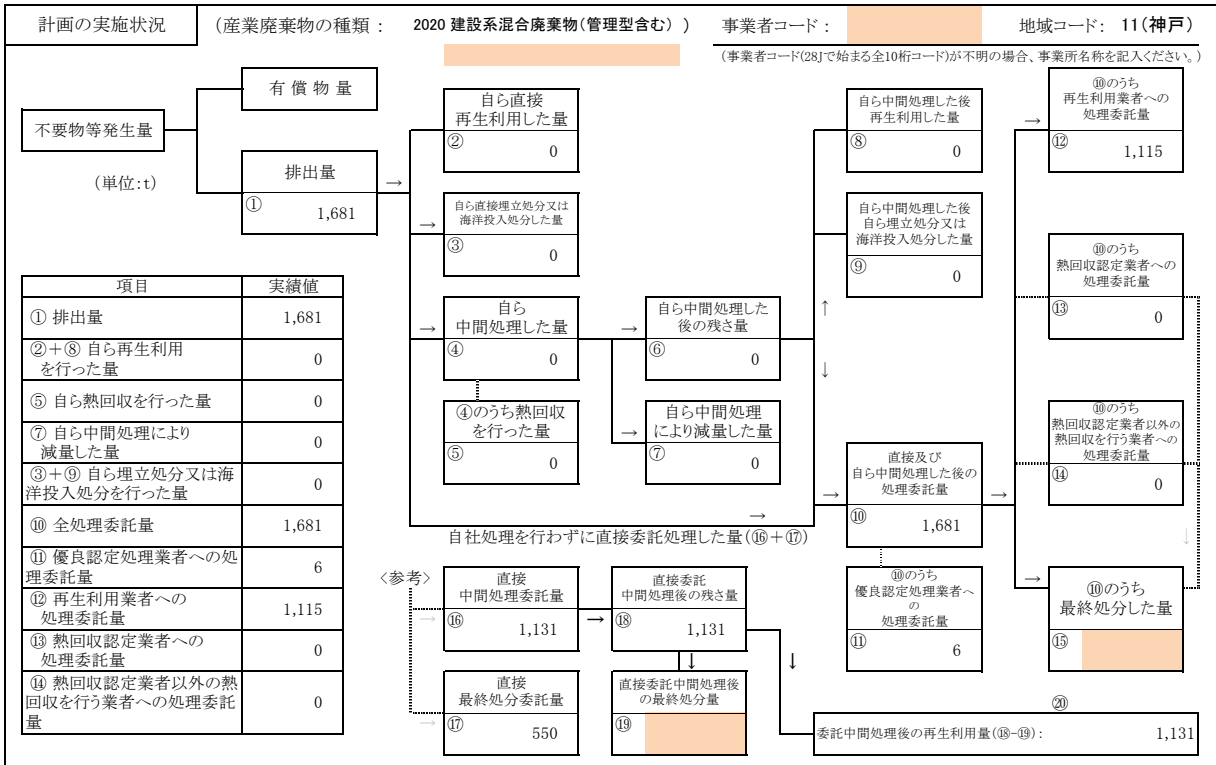 計画の実施状況
(産業廃棄物の種類 : 2020 建設系混合廃棄物(管理型含む) )
事業者コード :
地域コード: 11(神戸)
(事業者コード(28Jで始まる全10桁コード)が不明の場合、事業所名称を記入ください。)
不要物等発生量
(単位:t)
有 償 物 量
排出量
① 1,681
→
自ら直接
再生利用した量
② 0
→
自ら直接埋立処分又は
海洋投入処分した量
③ 0
→
自ら
中間処理した量
④ 0
④のうち熱回収
を行った量
⑤ 0
→
自ら中間処理した
後の残さ量
⑥ 0
→
自ら中間処理
により減量した量
⑦ 0
自ら中間処理した後
再生利用した量
⑧ 0
自ら中間処理した後
自ら埋立処分又は
海洋投入処分した量
⑨ 0
↑
↓
→
直接及び
自ら中間処理した後の
処理委託量
⑩ 1,681
→
⑩のうち
優良認定処理業者へ
の
処理委託量
⑪ 6
→
⑩のうち
再生利用業者への
処理委託量
⑫ 1,115
⑩のうち
熱回収認定業者への
処理委託量
⑬ 0
⑩のうち
熱回収認定業者以外の
熱回収を行う業者への
処理委託量
⑭ 0
↓
→
⑩のうち
最終処分した量
⑮
項目 実績値
① 排出量 1,681
②+⑧ 自ら再生利用
を行った量 0
⑤ 自ら熱回収を行った量 0
⑦ 自ら中間処理により
減量した量 0
③+⑨ 自ら埋立処分又は海
洋投入処分を行った量 0
⑩ 全処理委託量 1,681
⑪ 優良認定処理業者への処
理委託量 6
⑫ 再生利用業者への
処理委託量 1,115
⑬ 熱回収認定業者への
処理委託量 0
⑭ 熱回収認定業者以外の熱
回収を行う業者への処理委託
量 0
→
自社処理を行わずに直接委託処理した量(⑯+⑰)
<参考>
→
直接
中間処理委託量
⑯ 1,131
→
直接委託
中間処理後の残さ量
⑱ 1,131
↓
↓
→
直接
最終処分委託量
⑰ 550
直接委託中間処理後
の最終処分量
⑲
⑳
委託中間処理後の再生利用量(⑱-⑲) : 1,131